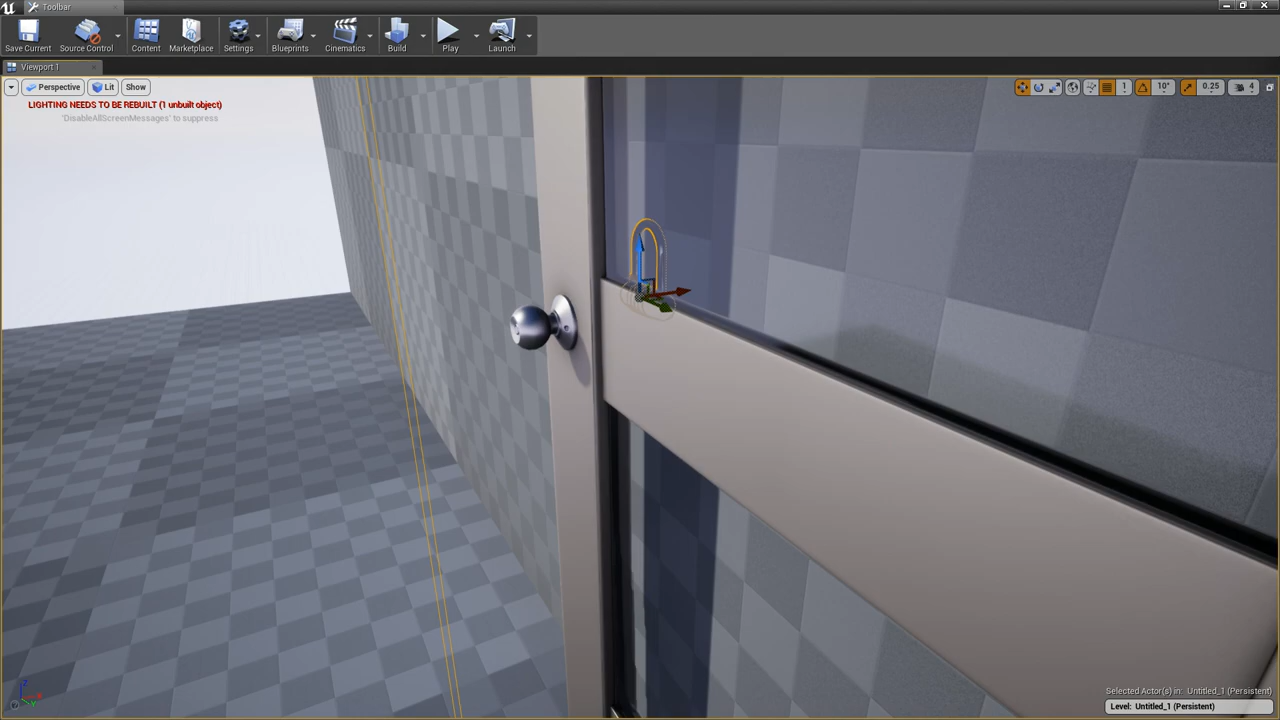 Toolbar
Save Current
Source Control
Content
Marketplace
Settings
Blueprints
Cinematics
Build
Play
Launch
Viewport 1
Perspective
Lit
Show
1
10°
0.25
4
LIGHTING NEEDS TO BE REBUILT (1 unbuilt object)
'DisableAllScreenMessages' to suppress
Selected Actor(s) in: Untitled_1 (Persistent)
Level: Untitled_1 (Persistent)
Z
X
Y